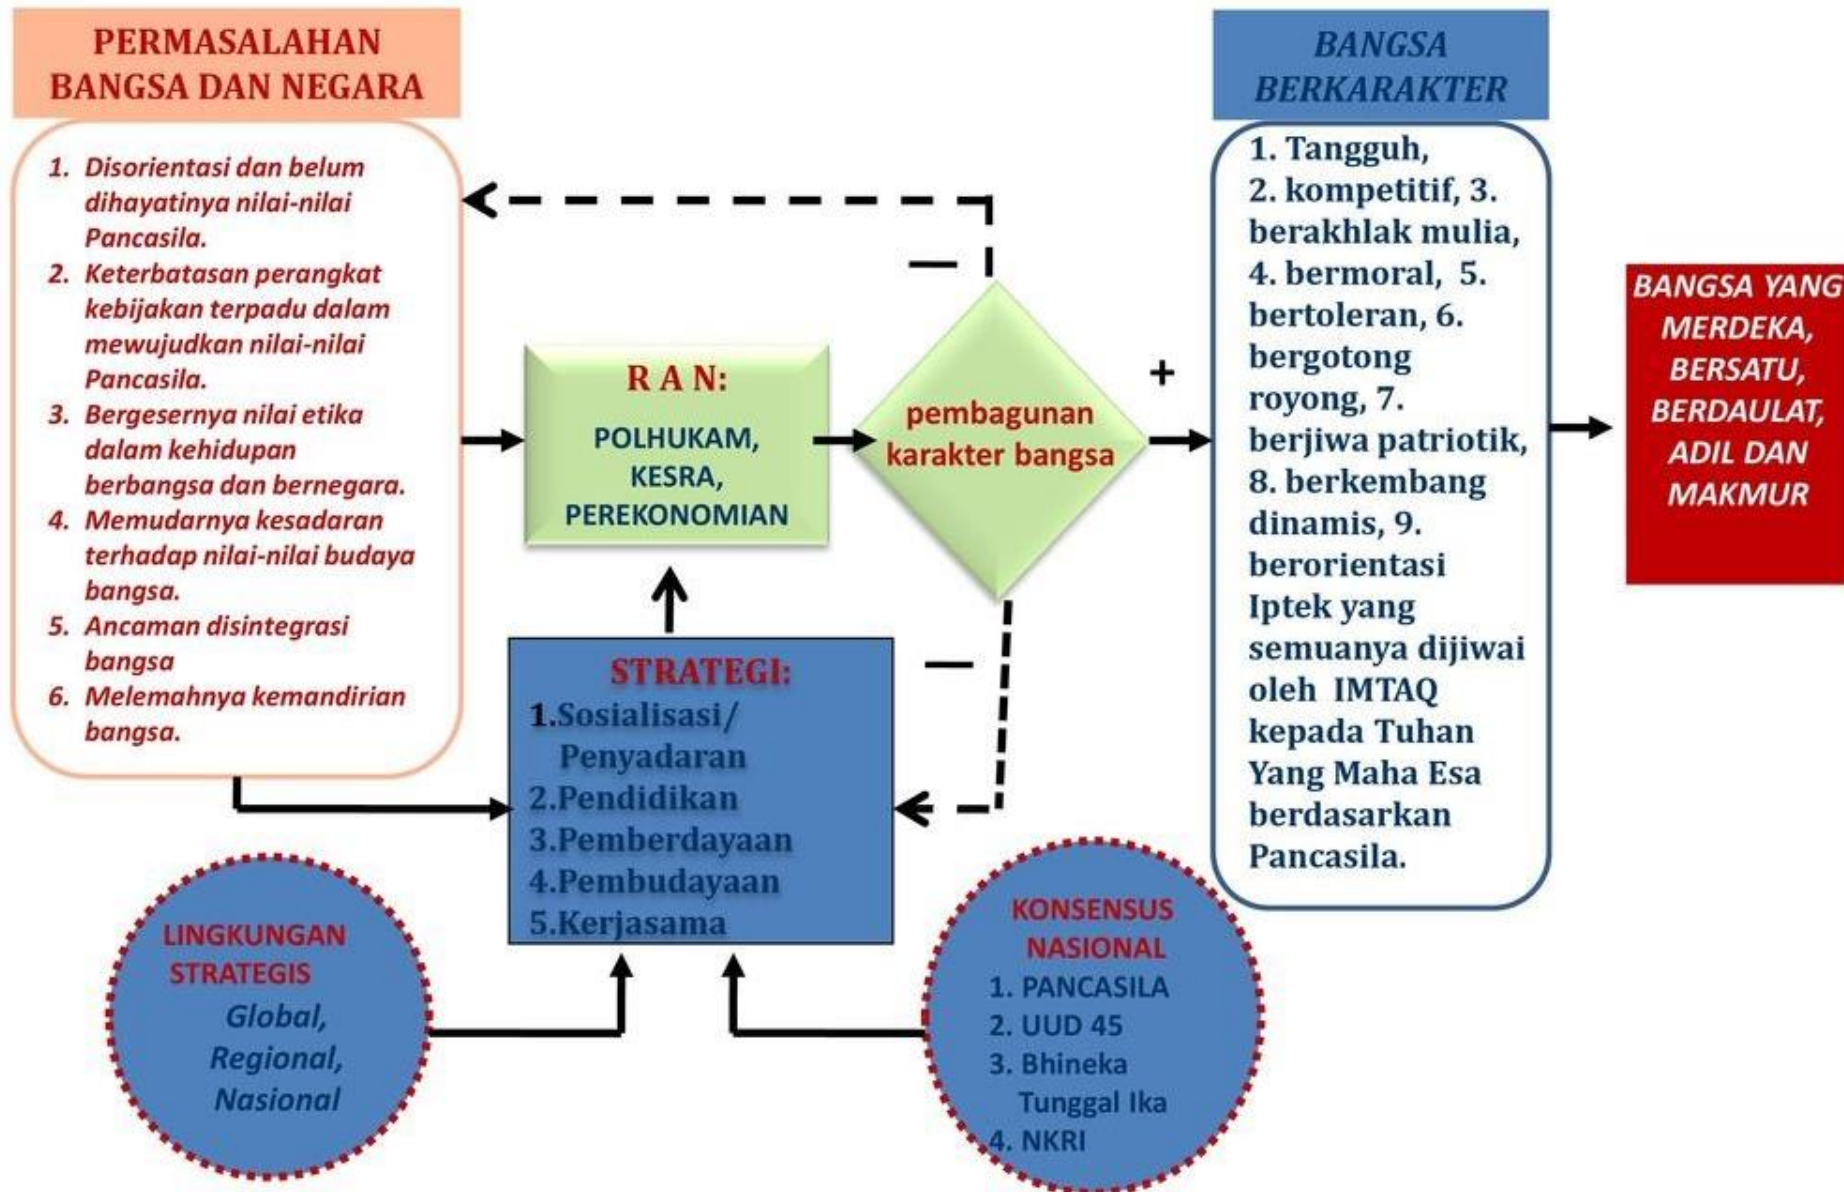 PERMASALAHAN
BANGSA DAN NEGARA
1. Disorientasi dan belum
dihayatinya nilai-nilai
Pancasila.
2. Keterbatasan perangkat
kebijakan terpadu dalam
mewujudkan nilai-nilai
Pancasila.
3. Bergesernya nilai etika
dalam kehidupan
berbangsa dan bernegara.
4. Memudarnya kesadaran
terhadap nilai-nilai budaya
bangsa.
5. Ancaman disintegrasi
bangsa
6. Melemahnya kemandirian
bangsa.
R A N:
POLHUKAM,
KESRA,
PEREKONOMIAN
—
pembagunan
karakter bangsa
+
—
STRATEGI:
1.Sosialisasi/
Penyadaran
2.Pendidikan
3.Pemberdayaan
4.Pembudayaan
5.Kerjasama
LINGKUNGAN
STRATEGIS
Global,
Regional,
Nasional
KONSENSUS
NASIONAL
1. PANCASILA
2. UUD 45
3. Bhineka
Tunggal Ika
4. NKRI
BANGSA
BERKARAKTER
1. Tangguh,
2. kompetitif, 3.
berakhlak mulia,
4. bermoral, 5.
bertoleran, 6.
bergotong
royong, 7.
berjiwa patriotik,
8. berkembang
dinamis, 9.
berorientasi
Iptek yang
semuanya dijiwai
oleh IMTAQ
kepada Tuhan
Yang Maha Esa
berdasarkan
Pancasila.
BANGSA YANG
MERDEKA,
BERSATU,
BERDAULAT,
ADIL DAN
MAKMUR